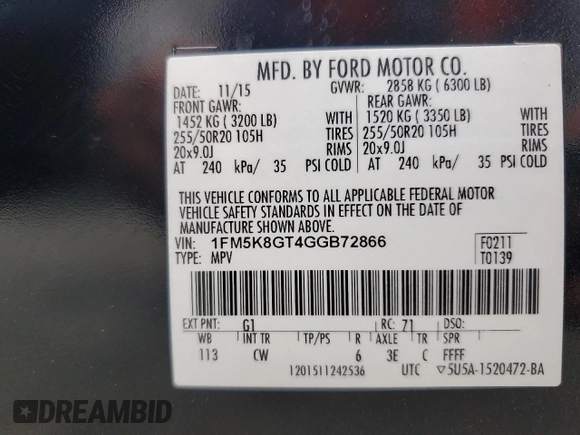 MFD. BY FORD MOTOR CO.
DATE: 11/15 GVWR: 2858 KG ( 6300 LB)
FRONT GAWR: REAR GAWR:
1452 KG ( 3200 LB) 1520 KG ( 3350 LB)
255/50R20 105H TIRES 255/50R20 105H TIRES
20x9.0J RIMS 20x9.0J RIMS
AT 240 kPa/ 35 PSI COLD AT 240 kPa/ 35 PSI COLD
THIS VEHICLE CONFORMS TO ALL APPLICABLE FEDERAL MOTOR
VEHICLE SAFETY STANDARDS IN EFFECT ON THE DATE OF
MANUFACTURE SHOWN ABOVE.
VIN: 1FM5K8GT4GGB72866 F0211
TYPE: MPV T0139
EXT PNT: G1 RC: 71 DSO:
WB INT TR TP/PS R AXLE TR SPR
113 CW 6 3E C FFFF
1201511242536 UTC ▽5U5A-1520472-BA
DREAMBID